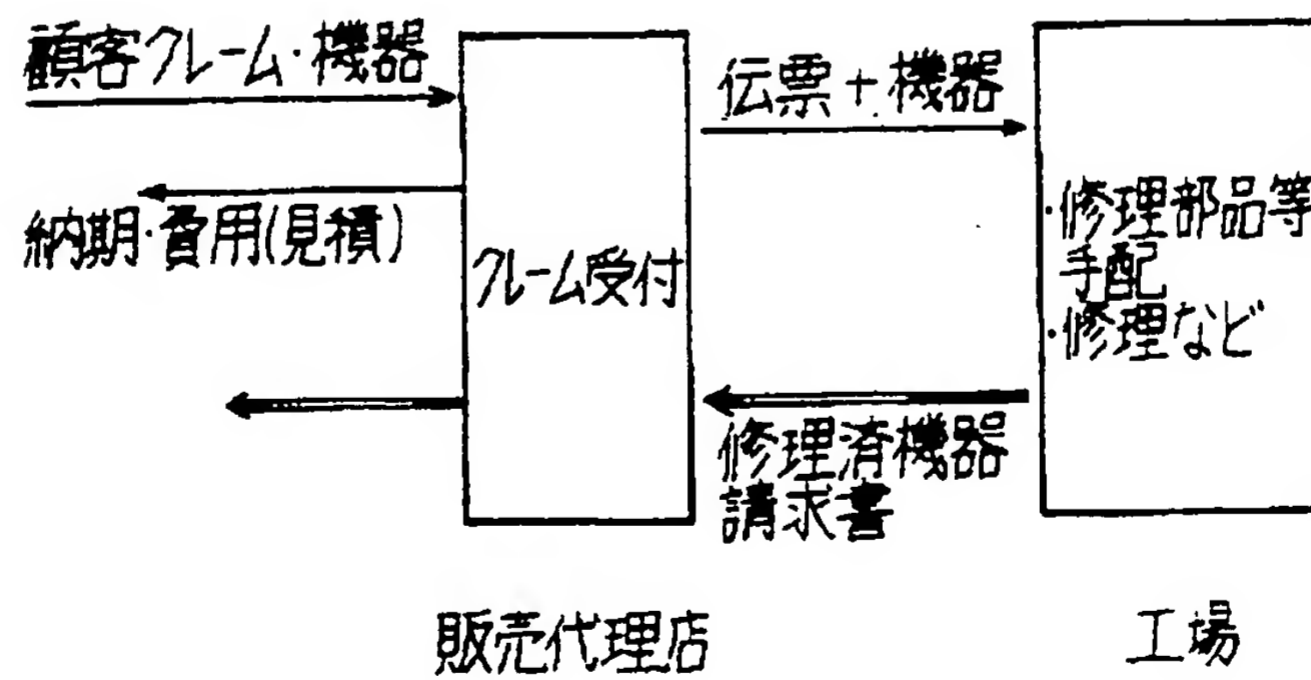 顧客クレーム・機器
伝票＋機器
納期・費用(見積)
クレーム受付
・修理部品等
手配
・修理など
修理済機器
請求書
販売代理店
工場